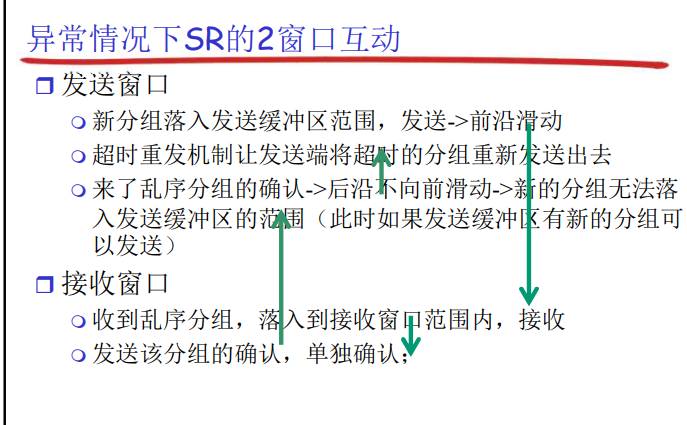 异常情况下SR的2窗口互动
发送窗口
新分组落入发送缓冲区范围，发送->前沿滑动
超时重发机制让发送端将超时的分组重新发送出去
来了乱序分组的确认->后沿不向前滑动->新的分组无法落
入发送缓冲区的范围（此时如果发送缓冲区有新的分组可
以发送）
接收窗口
收到乱序分组，落入到接收窗口范围内，接收
发送该分组的确认，单独确认；